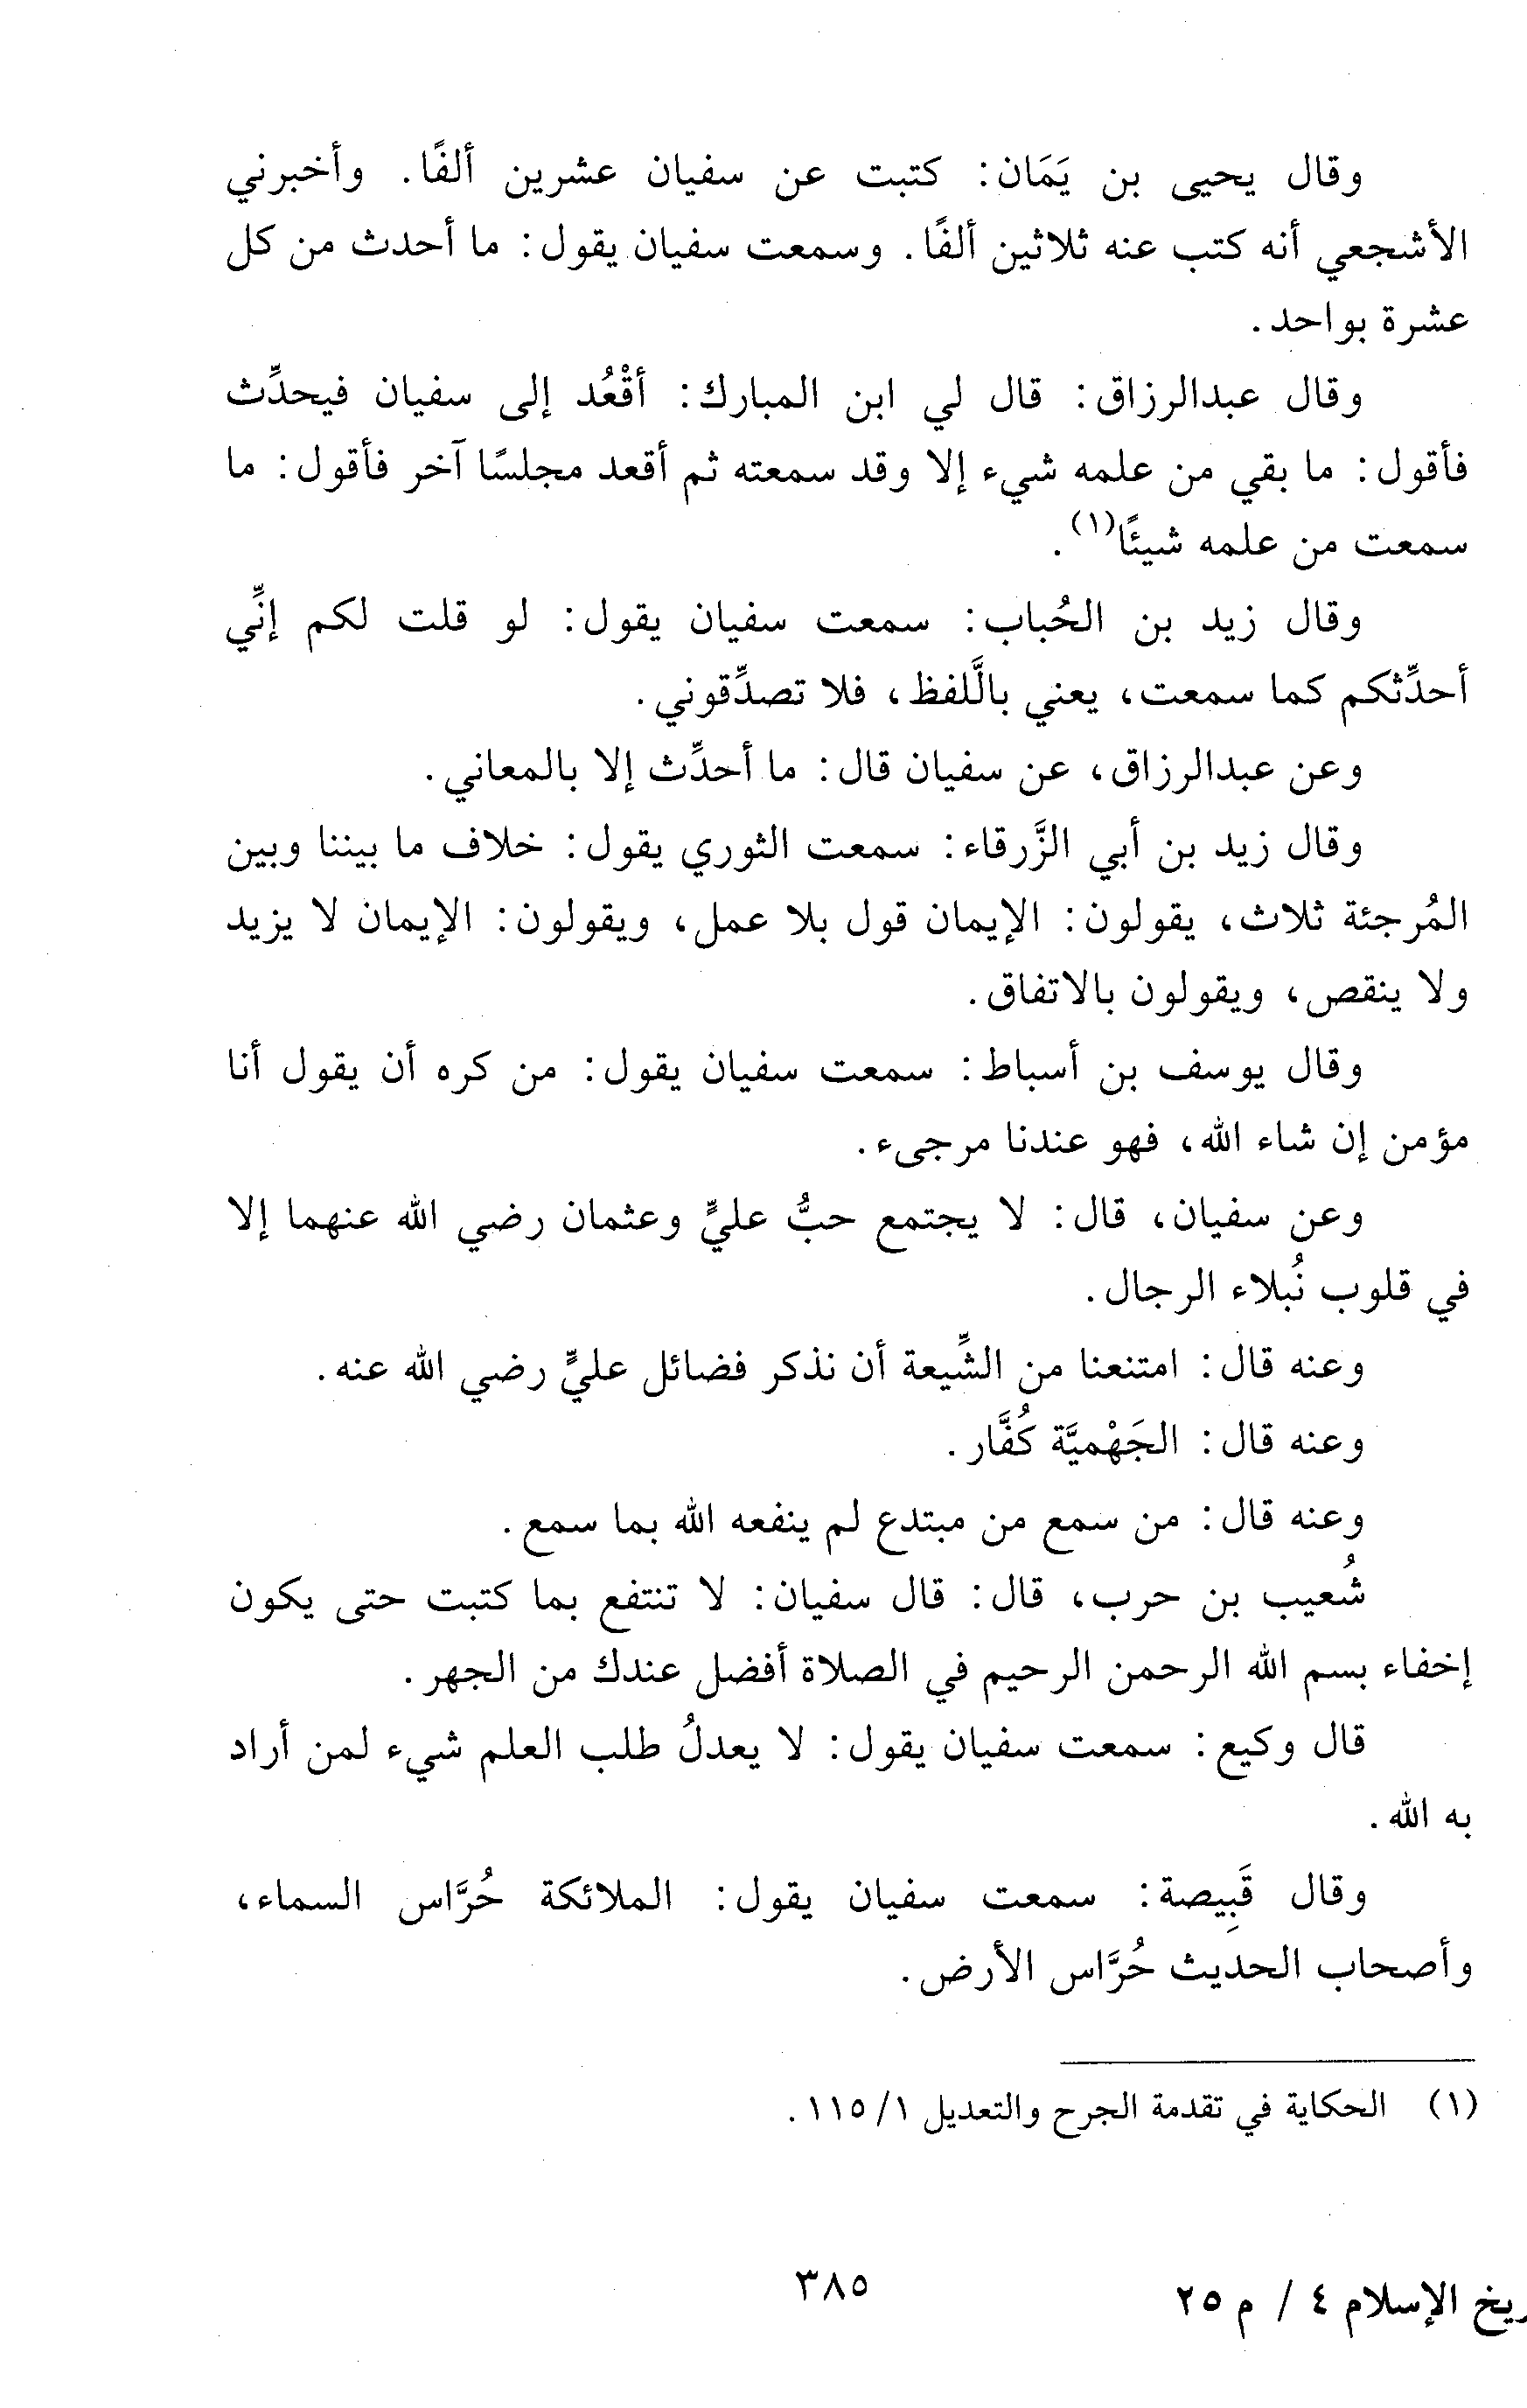 وقال يحيى بن يَمَان: كتبت عن سفيان عشرين ألفًا. وأخبرني
الأشجعي أنه كتب عنه ثلاثين ألفًا. وسمعت سفيان يقول: ما أحدث من كل
عشرة بواحد.
وقال عبدالرزاق: قال لي ابن المبارك: أقْعُد إلى سفيان فيحدِّث
فأقول: ما بقي من علمه شيء إلا وقد سمعته ثم أقعد مجلسًا آخر فأقول: ما
سمعت من علمه شيئًا(١).
وقال زيد بن الحُباب: سمعت سفيان يقول: لو قلت لكم إنِّي
أحدِّثكم كما سمعت، يعني بالَّلفظ، فلا تصدِّقوني.
وعن عبدالرزاق، عن سفيان قال: ما أحدِّث إلا بالمعاني.
وقال زيد بن أبي الزَّرقاء: سمعت الثوري يقول: خلاف ما بيننا وبين
المُرجئة ثلاث، يقولون: الإيمان قول بلا عمل، ويقولون: الإيمان لا يزيد
ولا ينقص، ويقولون بالاتفاق.
وقال يوسف بن أسباط: سمعت سفيان يقول: من كره أن يقول أنا
مؤمن إن شاء الله، فهو عندنا مرجىء.
وعن سفيان، قال: لا يجتمع حبُّ عليٍّ وعثمان رضي الله عنهما إلا
في قلوب نُبلاء الرجال.
وعنه قال: امتنعنا من الشِّيعة أن نذكر فضائل عليٍّ رضي الله عنه.
وعنه قال: الجَهْميَّة كُفَّار.
وعنه قال: من سمع من مبتدع لم ينفعه الله بما سمع.
شُعيب بن حرب، قال: قال سفيان: لا تنتفع بما كتبت حتى يكون
إخفاء بسم الله الرحمن الرحيم في الصلاة أفضل عندك من الجهر.
قال وكيع: سمعت سفيان يقول: لا يعدلُ طلب العلم شيء لمن أراد
به الله.
وقال قَبِيصة: سمعت سفيان يقول: الملائكة حُرَّاس السماء،
وأصحاب الحديث حُرَّاس الأرض.
(١) الحكاية في تقدمة الجرح والتعديل ١/ ١١٥.
٣٨٥
ريخ الإسلام ٤ / م ٢٥